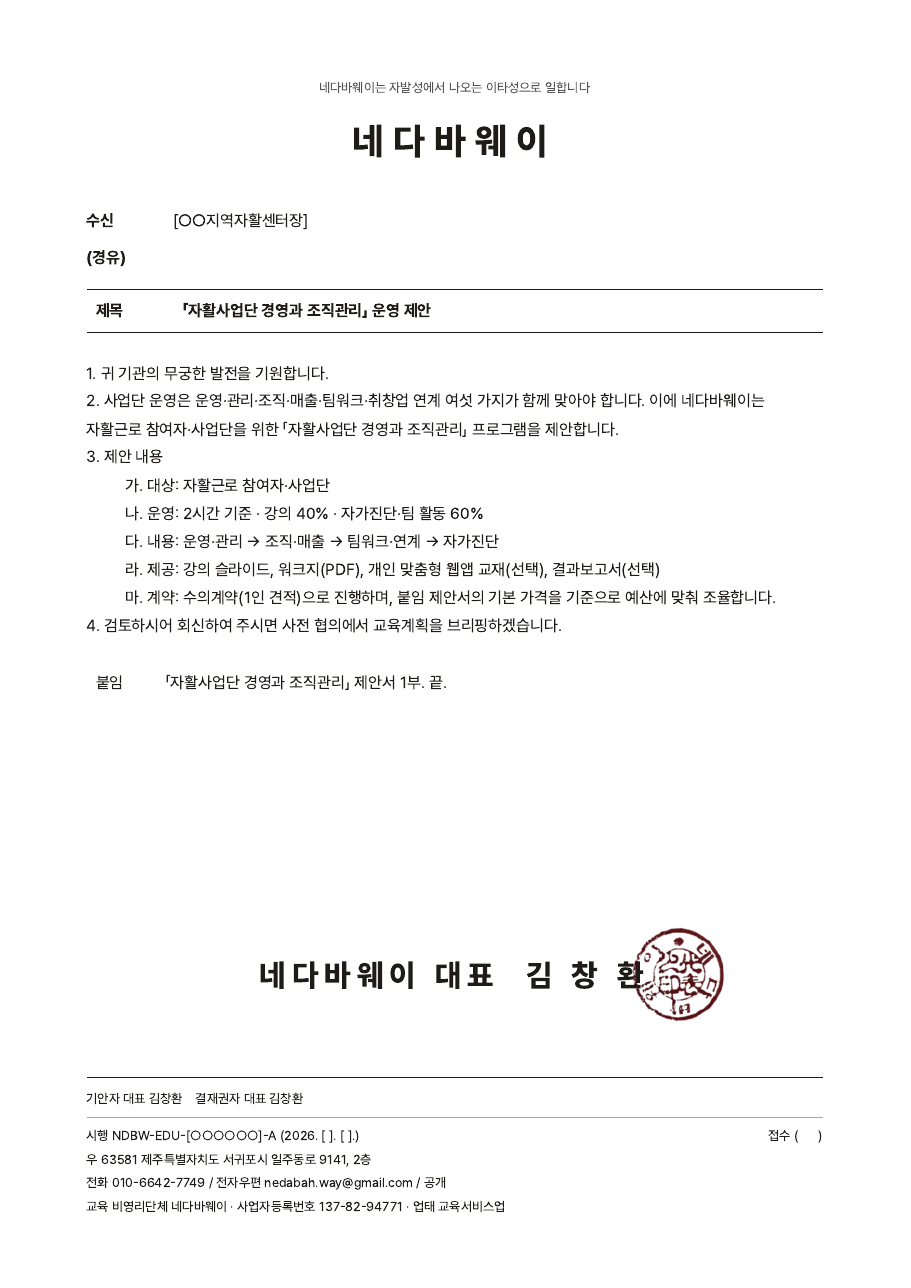 네다바웨이는 자발성에서 나오는 이타성으로 일합니다
네다바웨이
수신 [○○지역자활센터장]
(경유)
제목 「자활사업단 경영과 조직관리」 운영 제안
1. 귀 기관의 무궁한 발전을 기원합니다.
2. 사업단 운영은 운영·관리·조직·매출·팀워크·취창업 연계 여섯 가지가 함께 맞아야 합니다. 이에 네다바웨이는
자활근로 참여자·사업단을 위한 「자활사업단 경영과 조직관리」 프로그램을 제안합니다.
3. 제안 내용
가. 대상: 자활근로 참여자·사업단
나. 운영: 2시간 기준 · 강의 40% · 자가진단·팀 활동 60%
다. 내용: 운영·관리 → 조직·매출 → 팀워크·연계 → 자가진단
라. 제공: 강의 슬라이드, 워크지(PDF), 개인 맞춤형 웹앱 교재(선택), 결과보고서(선택)
마. 계약: 수의계약(1인 견적)으로 진행하며, 붙임 제안서의 기본 가격을 기준으로 예산에 맞춰 조율합니다.
4. 검토하시어 회신하여 주시면 사전 협의에서 교육계획을 브리핑하겠습니다.
붙임 「자활사업단 경영과 조직관리」 제안서 1부. 끝.
네다바웨이 대표 김 창 환
기안자 대표 김창환 결재권자 대표 김창환
시행 NDBW-EDU-[○○○○○○]-A (2026. [ ]. [ ].) 접수 ( )
우 63581 제주특별자치도 서귀포시 일주동로 9141, 2층
전화 010-6642-7749 / 전자우편 nedabah.way@gmail.com / 공개
교육 비영리단체 네다바웨이 · 사업자등록번호 137-82-94771 · 업태 교육서비스업